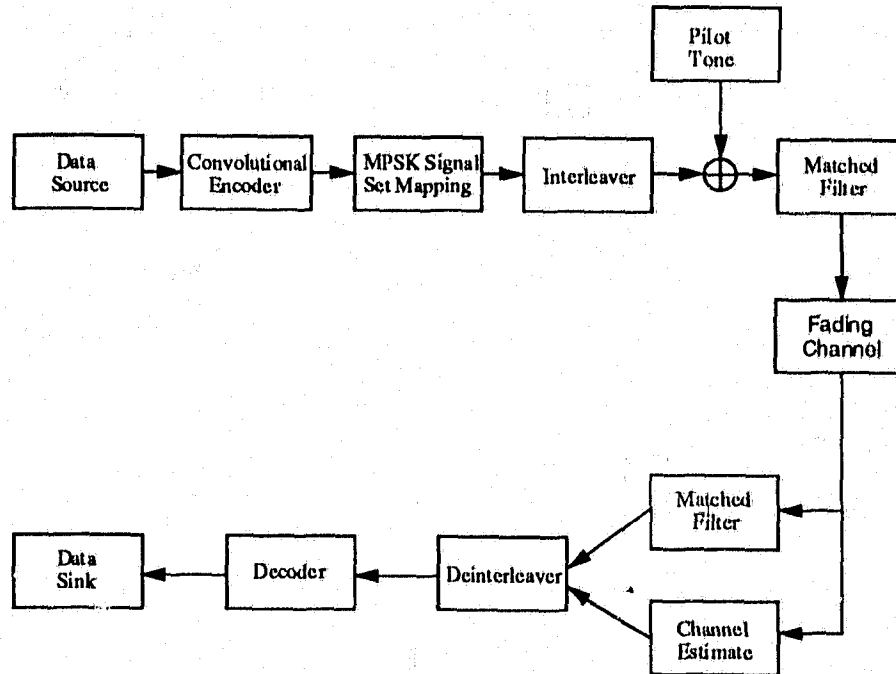 Pilot
Tone
Data
Source
Convolutional
Encoder
MPSK Signal
Set Mapping
Interleaver
Matched
Filter
Fading
Channel
Matched
Filter
Data
Sink
Decoder
Deinterleaver
Channel
Estimate